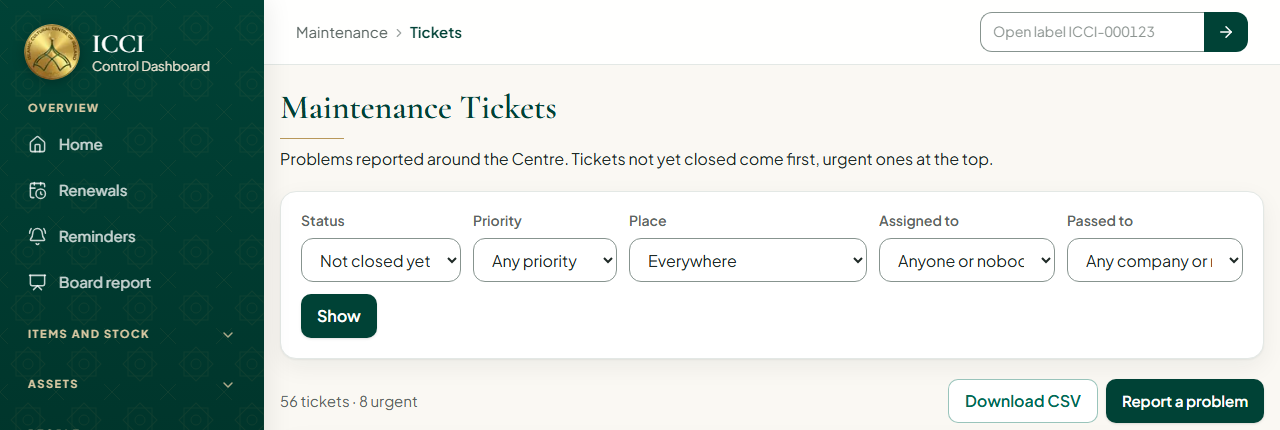 ICCI
Control Dashboard
OVERVIEW
Home
Renewals
Reminders
Board report
ITEMS AND STOCK
ASSETS
Maintenance > Tickets
Open label ICCI-000123
Maintenance Tickets
Problems reported around the Centre. Tickets not yet closed come first, urgent ones at the top.
Status
Not closed yet
Priority
Any priority
Place
Everywhere
Assigned to
Anyone or
Passed to
Any company or
Show
56 tickets · 8 urgent
Download CSV
Report a problem